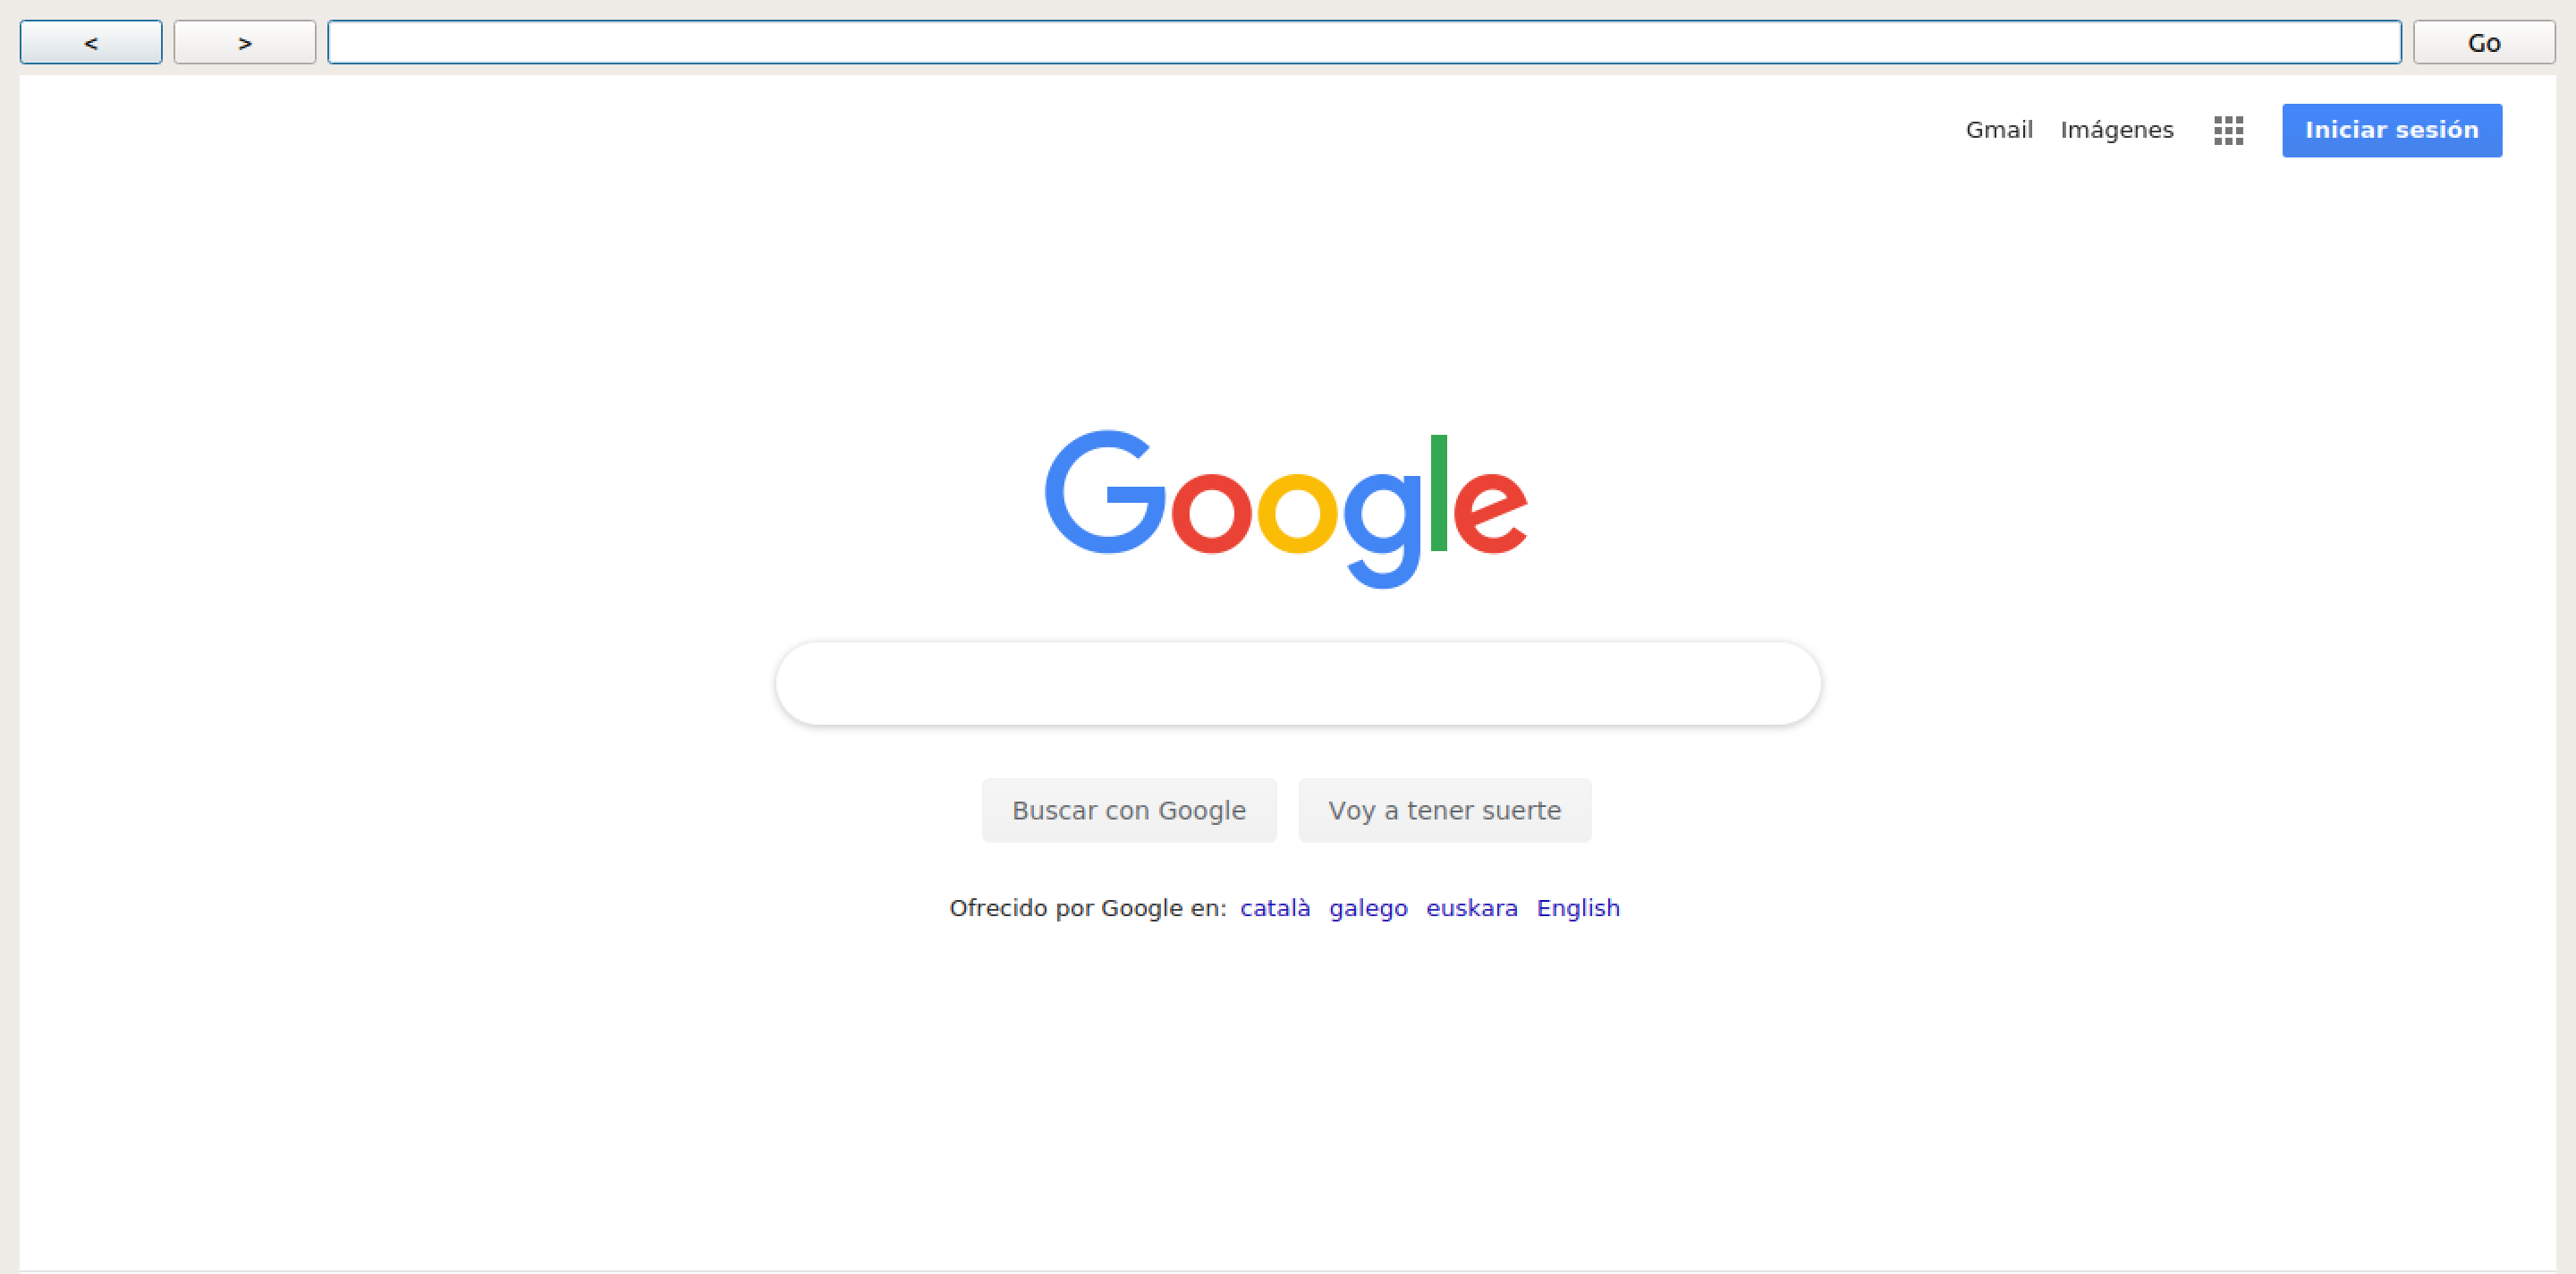 < > Go
Gmail Imágenes Iniciar sesión
Google
Buscar con Google Voy a tener suerte
Ofrecido por Google en: català galego euskara English